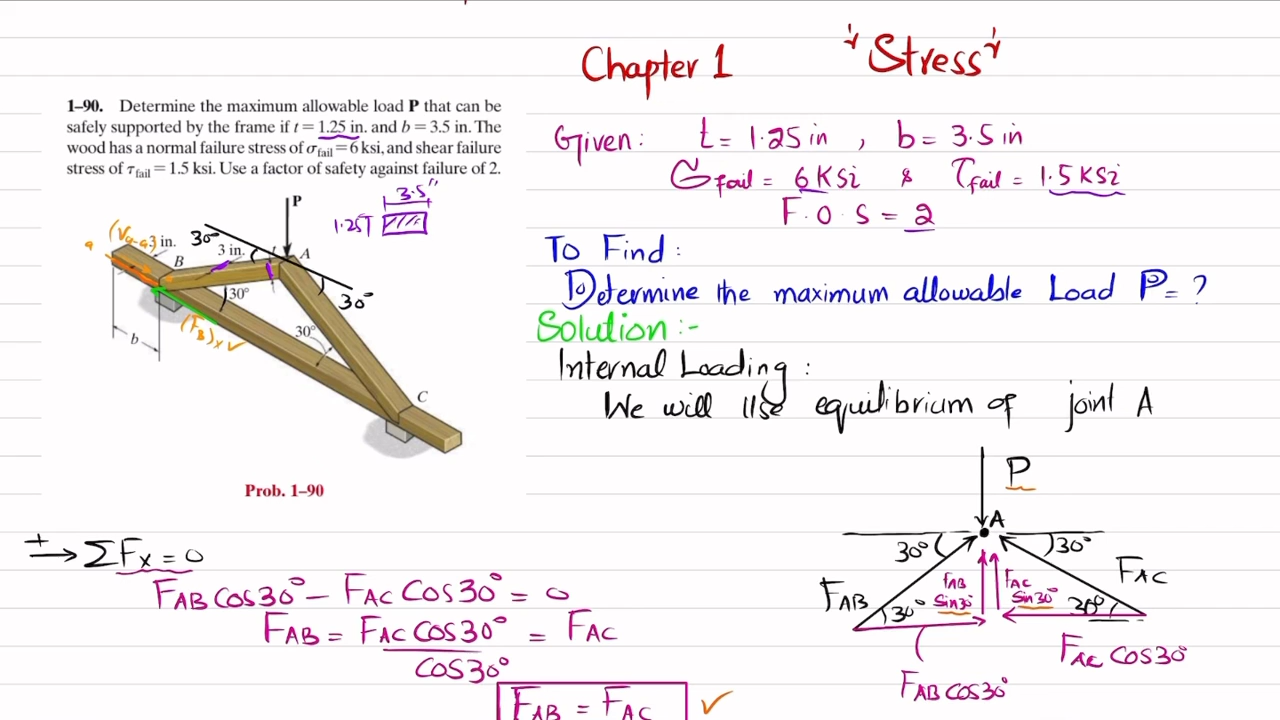 Chapter 1 "Stress"
1–90. Determine the maximum allowable load P that can be
safely supported by the frame if t = 1.25 in. and b = 3.5 in. The
wood has a normal failure stress of σfail = 6 ksi, and shear failure
stress of τfail = 1.5 ksi. Use a factor of safety against failure of 2.
Given: t = 1.25 in , b = 3.5 in
σfail = 6 Ksi & τfail = 1.5 KSi
F.O.S = 2
To Find:
Determine the maximum allowable Load P = ?
Solution :-
Internal Loading :
We will Use equilibrium of joint A
3.5"
1.25
P
(Va-a) 3 in. 30° 3 in. A
a
B
30°
30°
30°
(FB)x ✓
b
C
Prob. 1–90
P
A
30° 30°
FAB FAC
FAB Sin30° FAC Sin30°
30° 20°
FAC COS30
FAB COS30°
+→ ΣFx = 0
FAB COS30° – FAC COS30° = 0
FAB = FAC COS30° = FAC
COS30°
FAB = FAC ✓